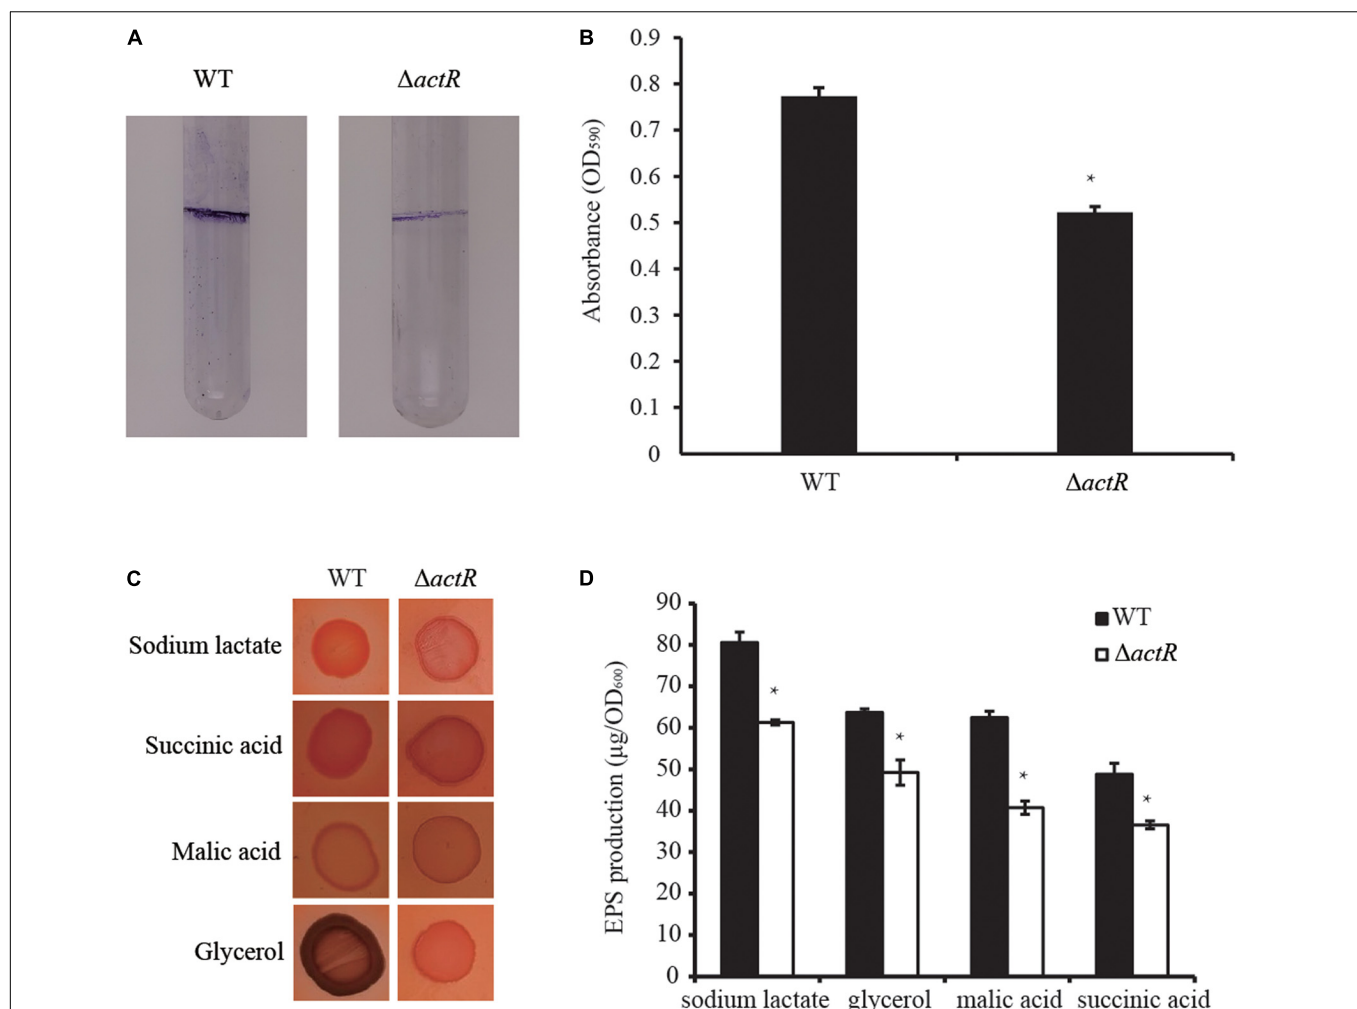 A
WT ΔactR
B
Absorbance (OD590)
0.9
0.8
0.7
0.6
0.5
0.4
0.3
0.2
0.1
0
*
WT ΔactR
C
WT ΔactR
Sodium lactate
Succinic acid
Malic acid
Glycerol
D
EPS production (µg/OD600)
90
80
70
60
50
40
30
20
10
0
WT
ΔactR
* * * *
sodium lactate glycerol malic acid succinic acid